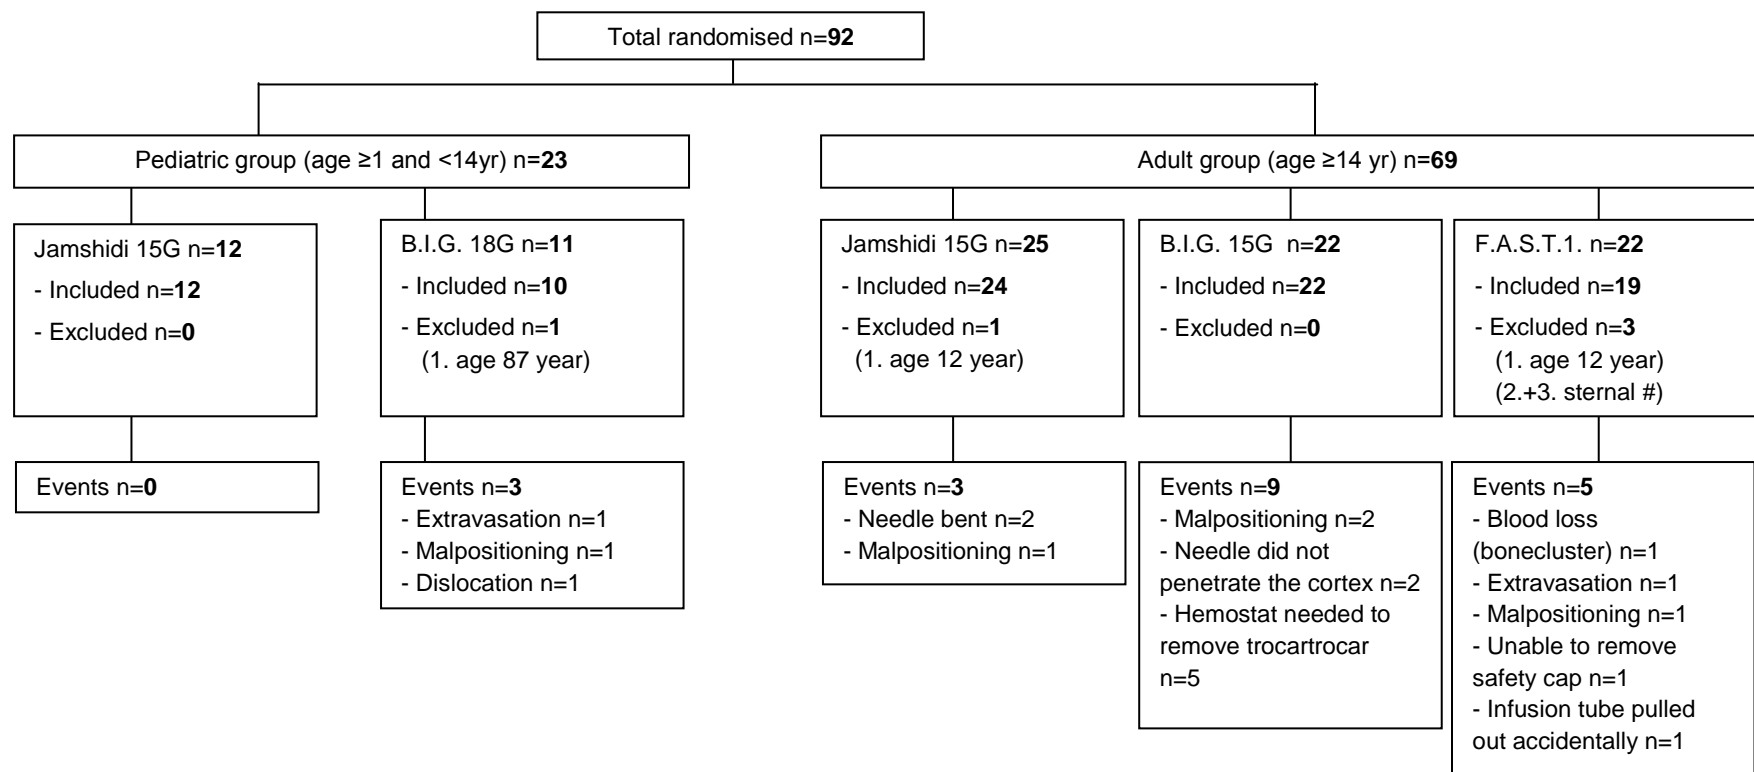 Total randomised n=92
Pediatric group (age ≥1 and <14yr) n=23
Adult group (age ≥14 yr) n=69
Jamshidi 15G n=12
- Included n=12
- Excluded n=0
B.I.G. 18G n=11
- Included n=10
- Excluded n=1
(1. age 87 year)
Jamshidi 15G n=25
- Included n=24
- Excluded n=1
(1. age 12 year)
B.I.G. 15G n=22
- Included n=22
- Excluded n=0
F.A.S.T.1. n=22
- Included n=19
- Excluded n=3
(1. age 12 year)
(2.+3. sternal #)
Events n=0
Events n=3
- Extravasation n=1
- Malpositioning n=1
- Dislocation n=1
Events n=3
- Needle bent n=2
- Malpositioning n=1
Events n=9
- Malpositioning n=2
- Needle did not
penetrate the cortex n=2
- Hemostat needed to
remove trocartrocar
n=5
Events n=5
- Blood loss
(bonecluster) n=1
- Extravasation n=1
- Malpositioning n=1
- Unable to remove
safety cap n=1
- Infusion tube pulled
out accidentally n=1